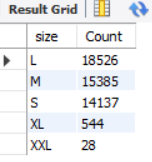 Result Grid
size Count
L 18526
M 15385
S 14137
XL 544
XXL 28